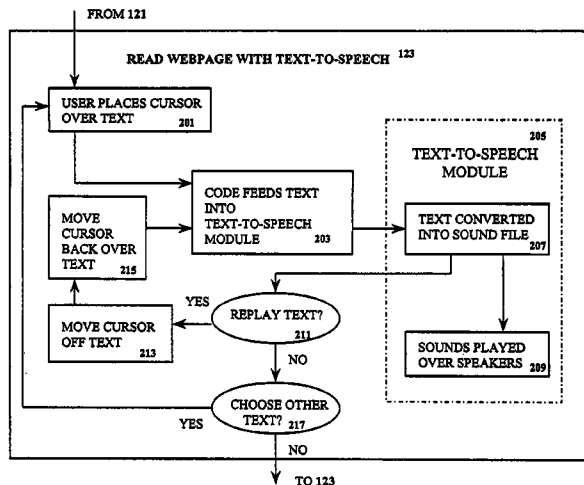 FROM 121
READ WEBPAGE WITH TEXT-TO-SPEECH 123
USER PLACES CURSOR
OVER TEXT 201
205
TEXT-TO-SPEECH
MODULE
CODE FEEDS TEXT
INTO
TEXT-TO-SPEECH
MODULE 203
MOVE
CURSOR
BACK OVER
TEXT 215
TEXT CONVERTED
INTO SOUND FILE
207
YES
REPLAY TEXT?
211
MOVE CURSOR
OFF TEXT 213
SOUNDS PLAYED
OVER SPEAKERS
209
NO
CHOOSE OTHER
TEXT? 217
YES
NO
TO 123